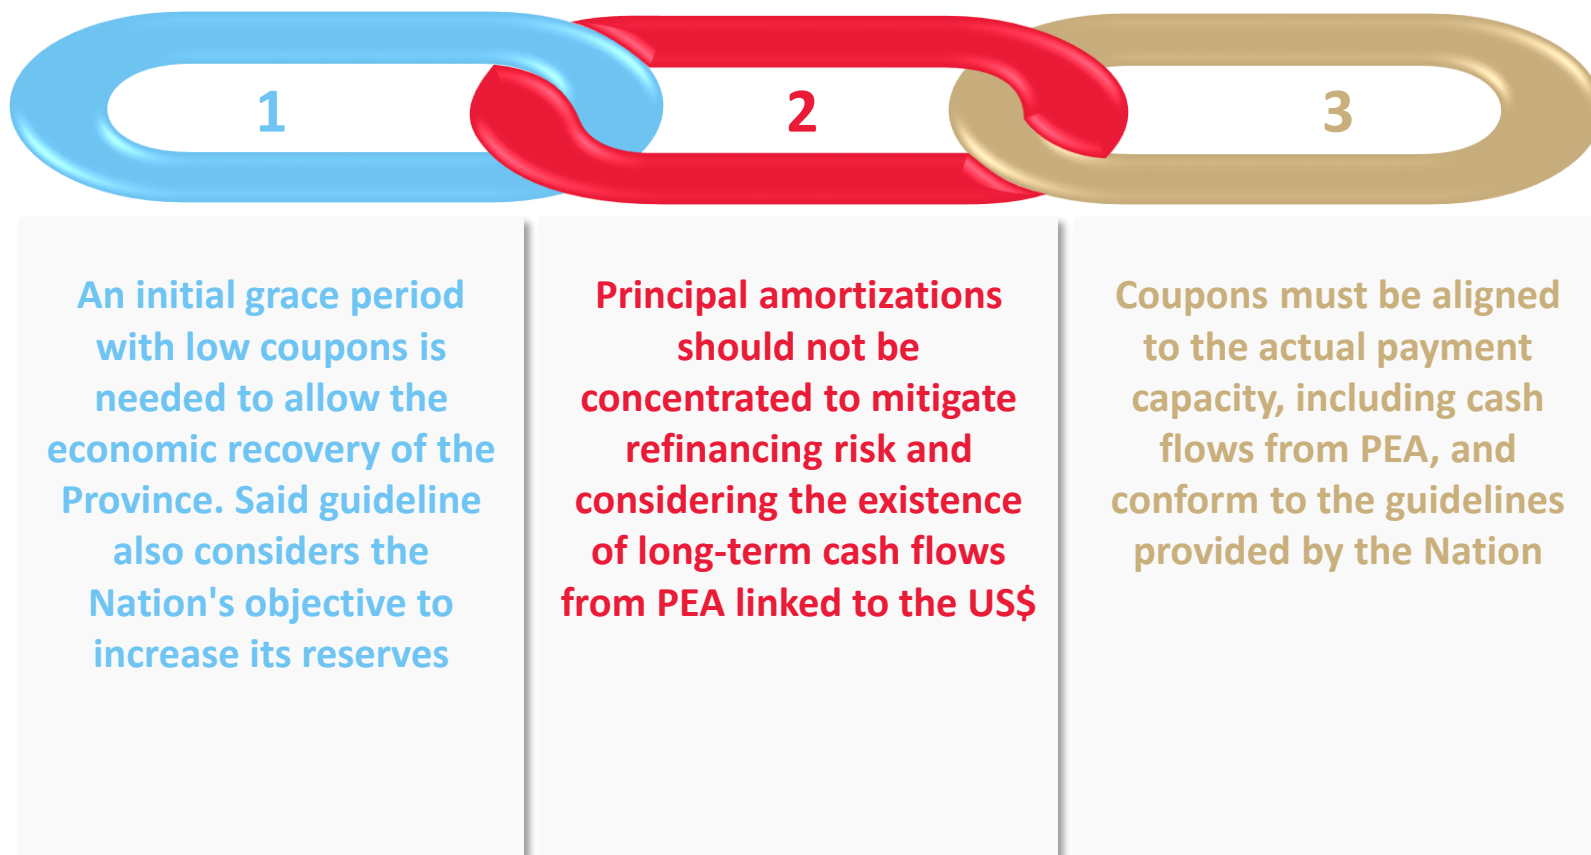 1
An initial grace period
with low coupons is
needed to allow the
economic recovery of the
Province. Said guideline
also considers the
Nation's objective to
increase its reserves
2
Principal amortizations
should not be
concentrated to mitigate
refinancing risk and
considering the existence
of long-term cash flows
from PEA linked to the US$
3
Coupons must be aligned
to the actual payment
capacity, including cash
flows from PEA, and
conform to the guidelines
provided by the Nation